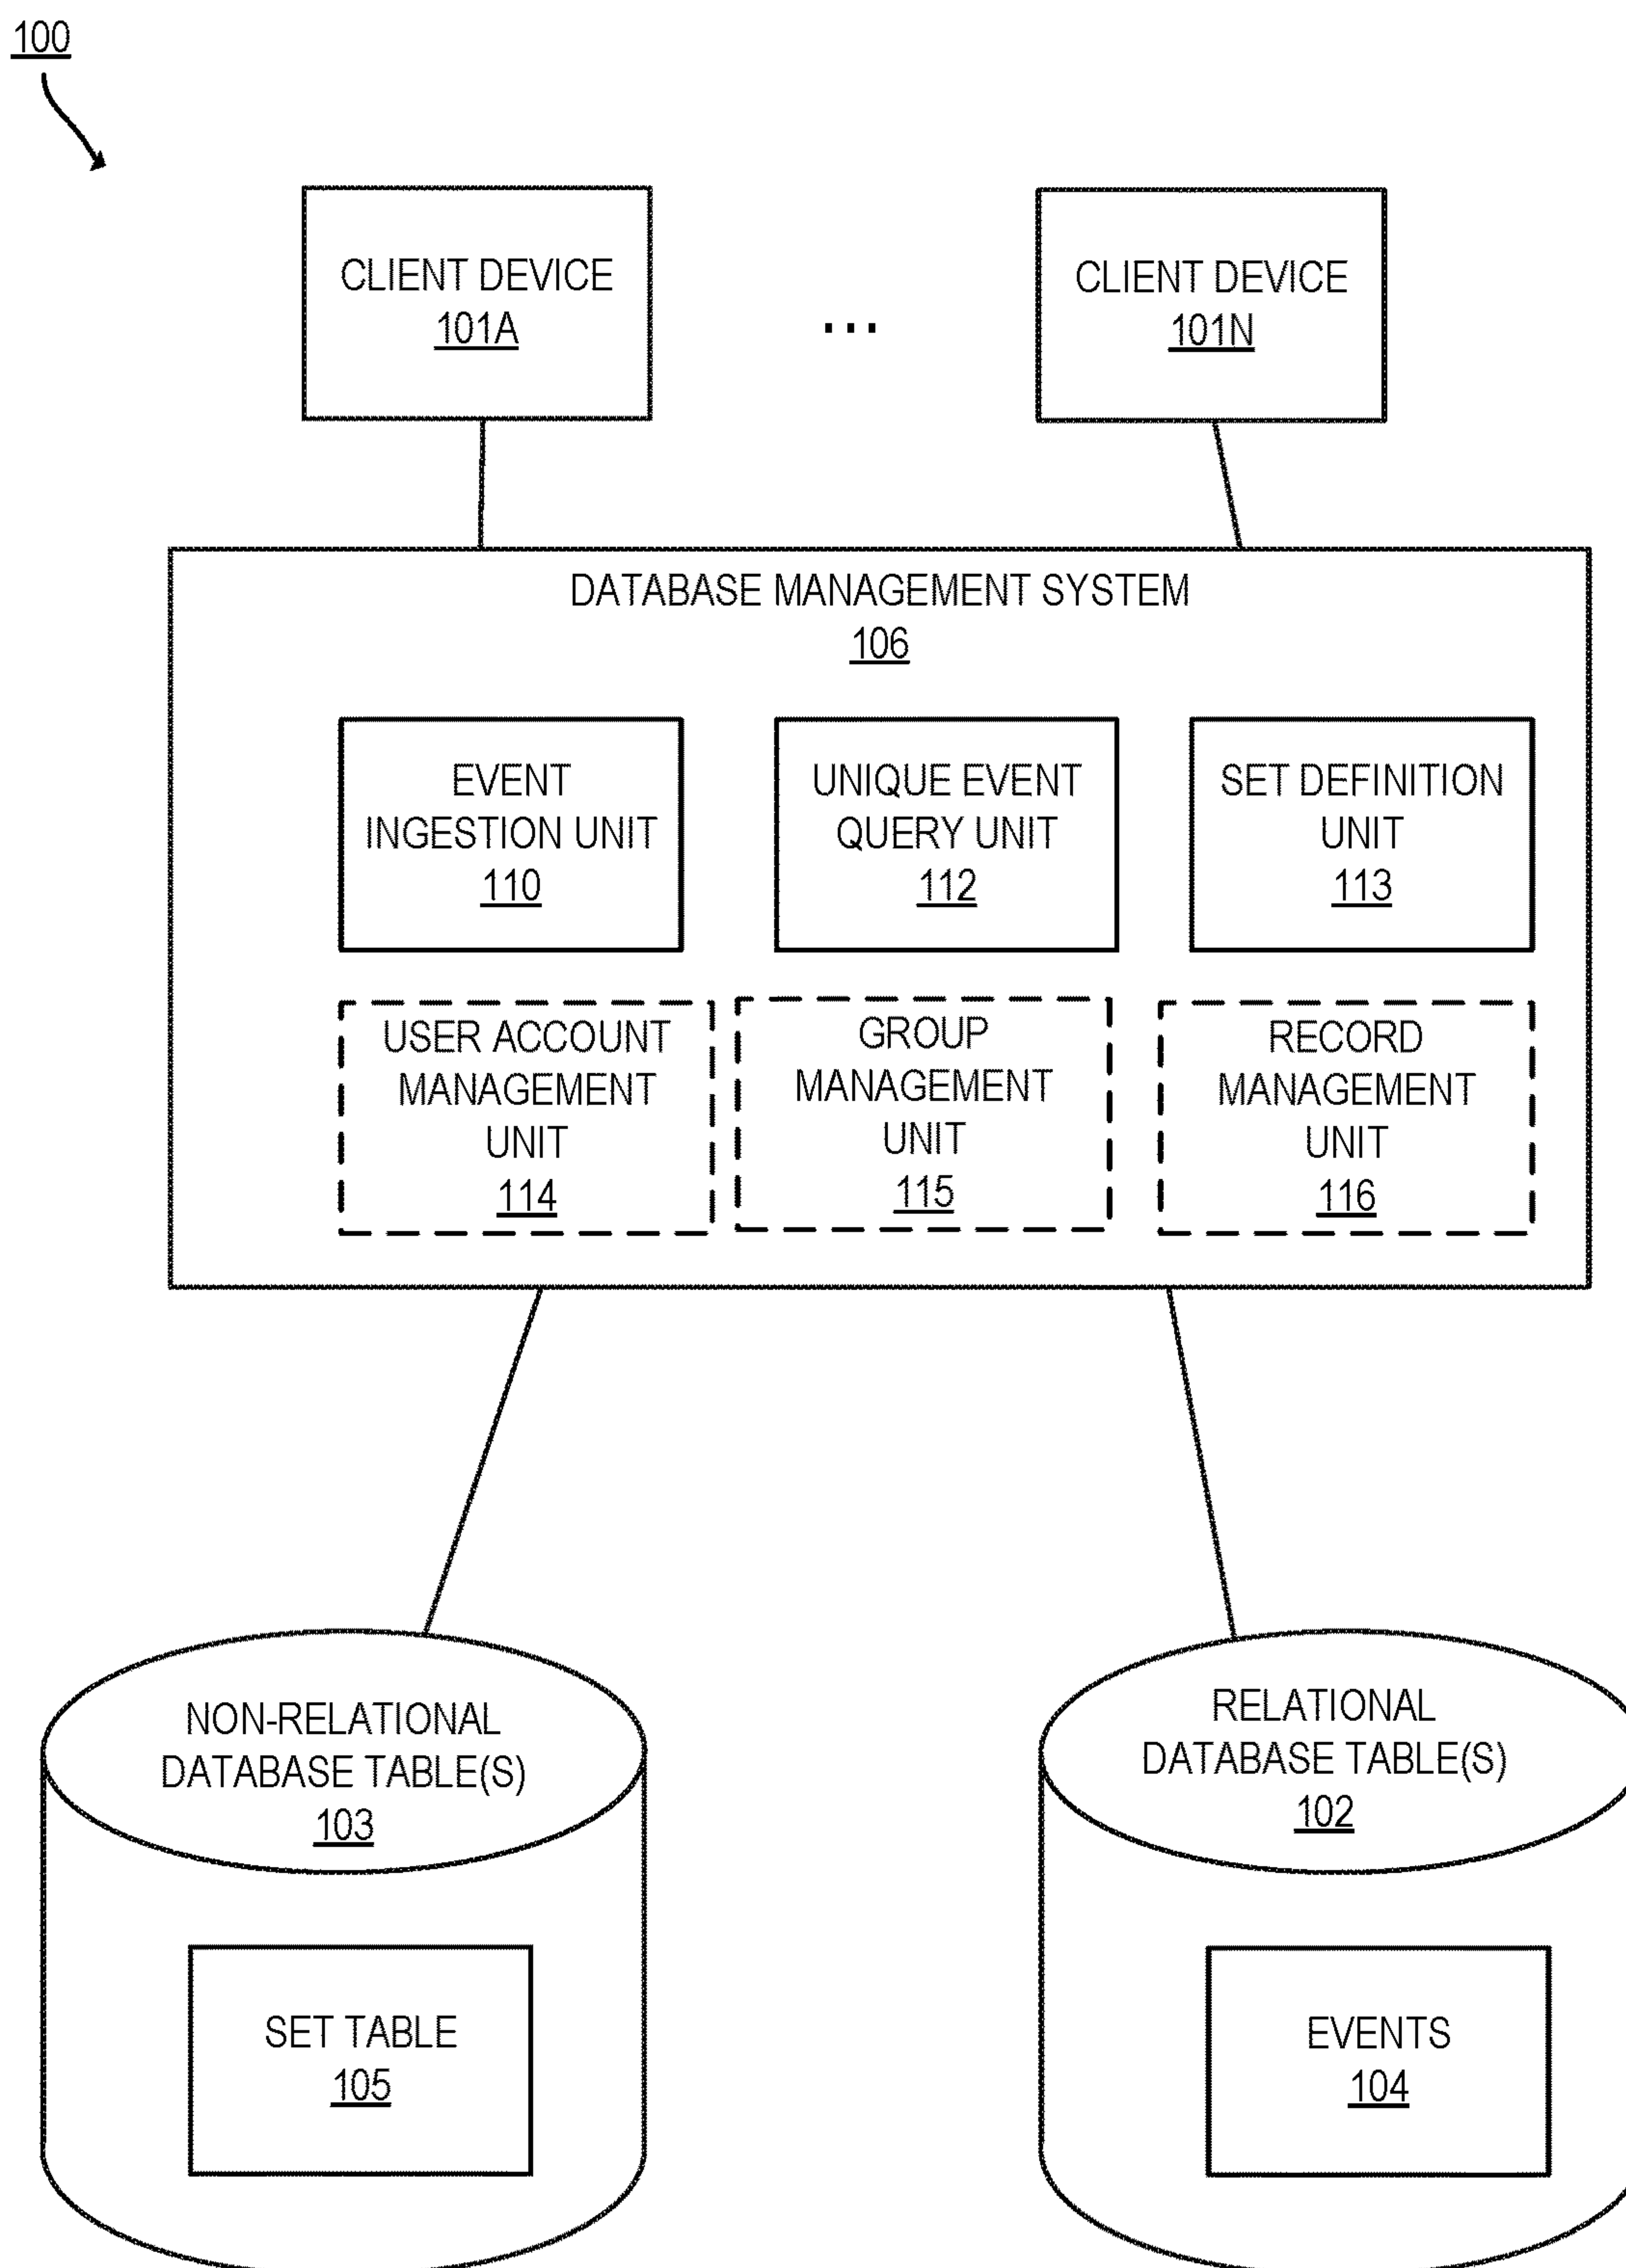 100
CLIENT DEVICE
101A
...
CLIENT DEVICE
101N
DATABASE MANAGEMENT SYSTEM
106
EVENT
INGESTION UNIT
110
UNIQUE EVENT
QUERY UNIT
112
SET DEFINITION
UNIT
113
USER ACCOUNT
MANAGEMENT
UNIT
114
GROUP
MANAGEMENT
UNIT
115
RECORD
MANAGEMENT
UNIT
116
NON-RELATIONAL
DATABASE TABLE(S)
103
SET TABLE
105
RELATIONAL
DATABASE TABLE(S)
102
EVENTS
104